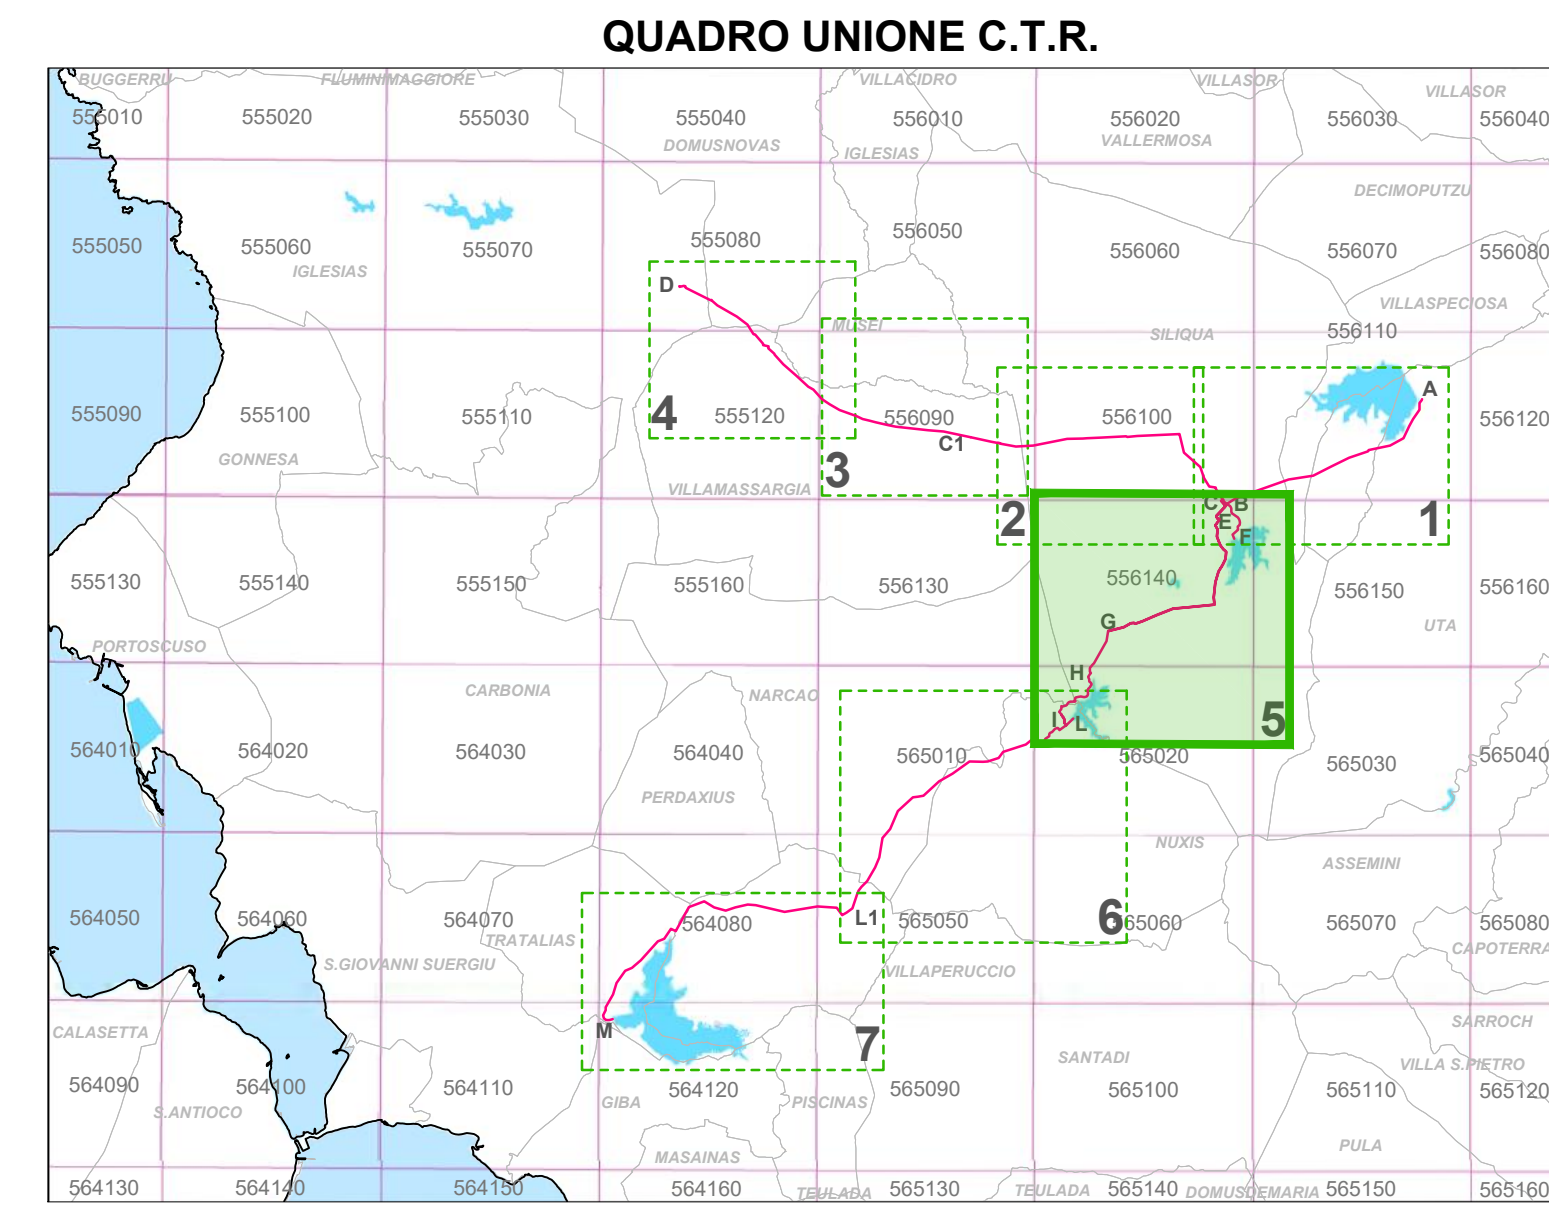 QUADRO UNIONE C.T.R.
BUGGERRU FLUMINIMAGGIORE VILLACIDRO VILLASOR VILLASOR
555010 555020 555030 555040 556010 556020 556030 556040
DOMUSNOVAS IGLESIAS VALLERMOSA
DECIMOPUTZU
555050 555060 555070 555080 556050 556060 556070 556080
IGLESIAS
D
VILLASPECIOSA
MUSEI SILIQUA 556110
A
555090 555100 555110 4 555120 556090 556100 556120
C1
GONNESA 3
VILLAMASSARGIA
C B
2 E 1
F
555130 555140 555150 555160 556130 556140 556150 556160
G UTA
PORTOSCUSO
H
CARBONIA NARCAO
I L 5
564010 564020 564030 564040 565010 565020 565030 565040
PERDAXIUS
NUXIS
ASSEMINI
564050 564060 564070 564080 L1 565050 6 565060 565070 565080
TRATALIAS CAPOTERRA
S.GIOVANNI SUERGIU VILLAPERUCCIO
CALASETTA M 7 SARROCH
SANTADI VILLA S.PIETRO
564090 564100 564110 564120 565090 565100 565110 565120
S.ANTIOCO GIBA PISCINAS
PULA
MASAINAS
564130 564140 564150 564160 TEULADA 565130 TEULADA 565140 DOMUSDEMARIA 565150 565160